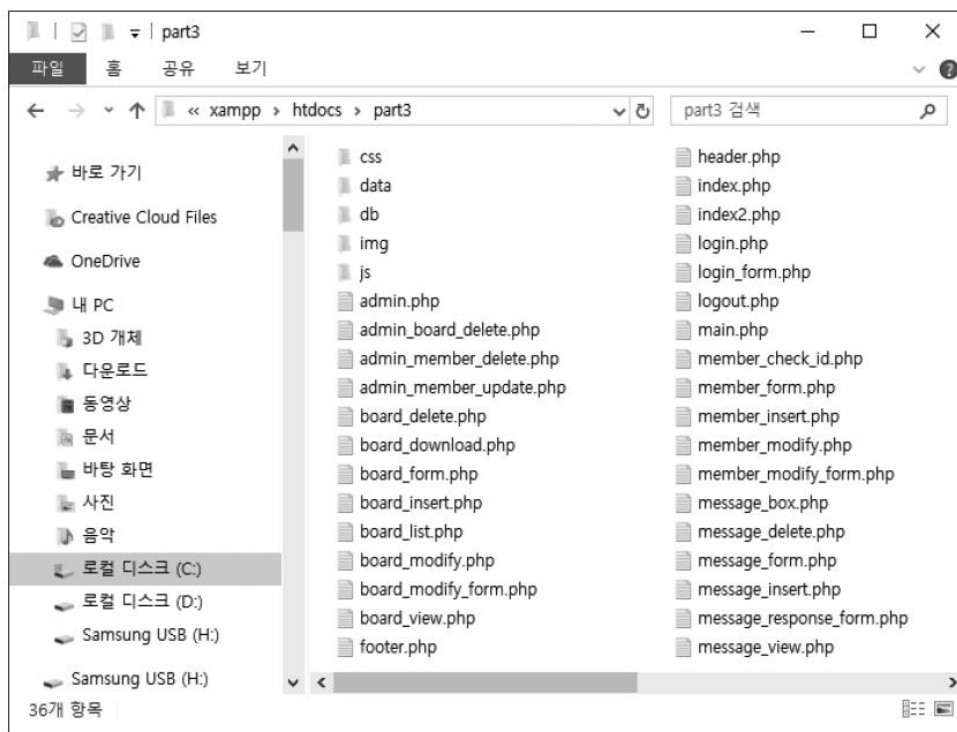 part3
파일 홈 공유 보기
« xampp > htdocs > part3
part3 검색
바로 가기
Creative Cloud Files
OneDrive
내 PC
3D 개체
다운로드
동영상
문서
바탕 화면
사진
음악
로컬 디스크 (C:)
로컬 디스크 (D:)
Samsung USB (H:)
Samsung USB (H:)
css
data
db
img
js
admin.php
admin_board_delete.php
admin_member_delete.php
admin_member_update.php
board_delete.php
board_download.php
board_form.php
board_insert.php
board_list.php
board_modify.php
board_modify_form.php
board_view.php
footer.php
header.php
index.php
index2.php
login.php
login_form.php
logout.php
main.php
member_check_id.php
member_form.php
member_insert.php
member_modify.php
member_modify_form.php
message_box.php
message_delete.php
message_form.php
message_insert.php
message_response_form.php
message_view.php
36개 항목